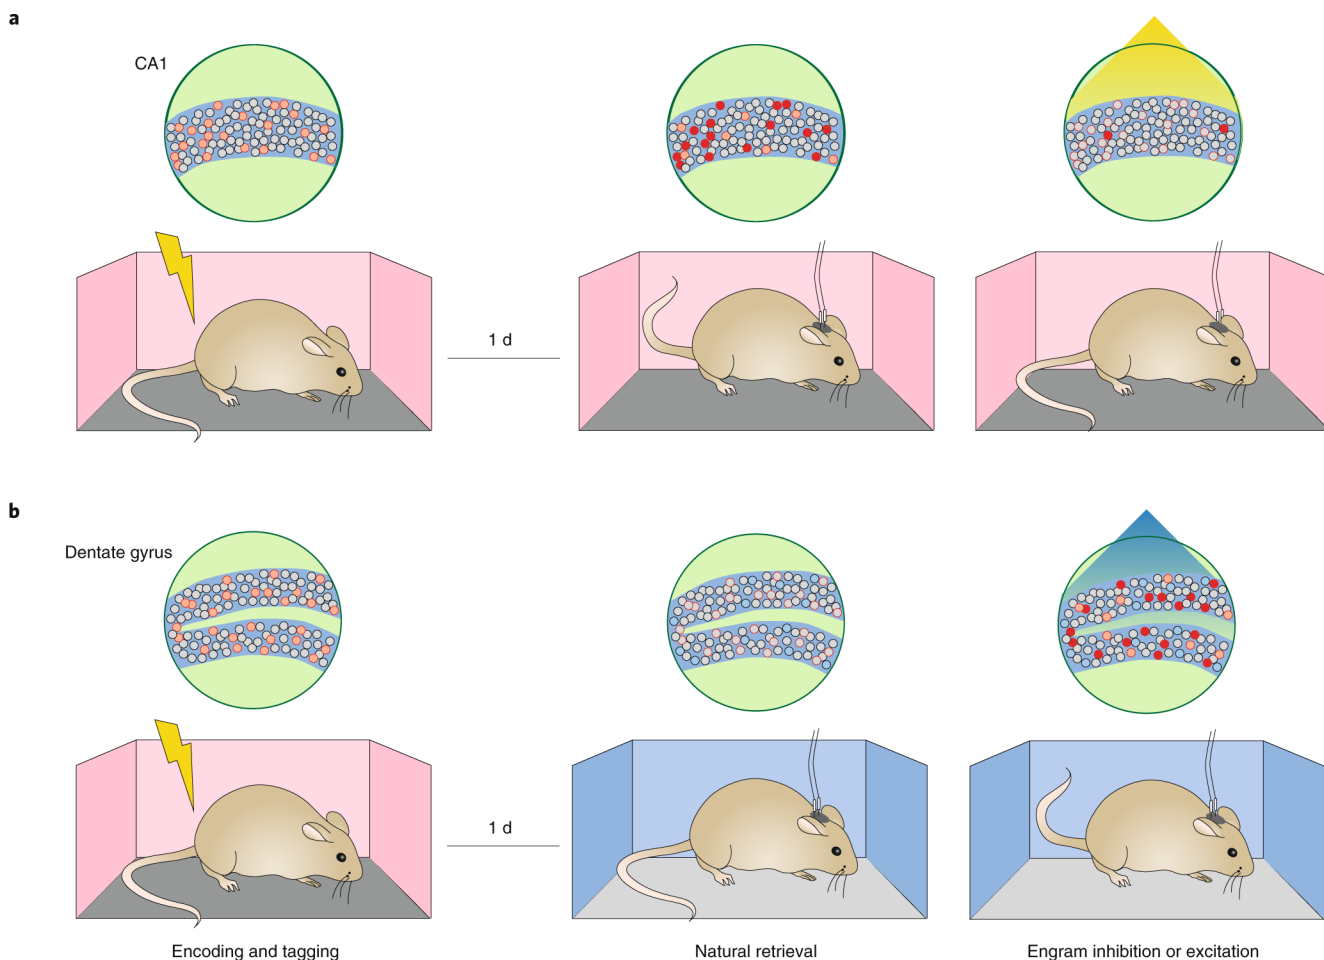 a
CA1
1 d
b
Dentate gyrus
1 d
Encoding and tagging
Natural retrieval
Engram inhibition or excitation